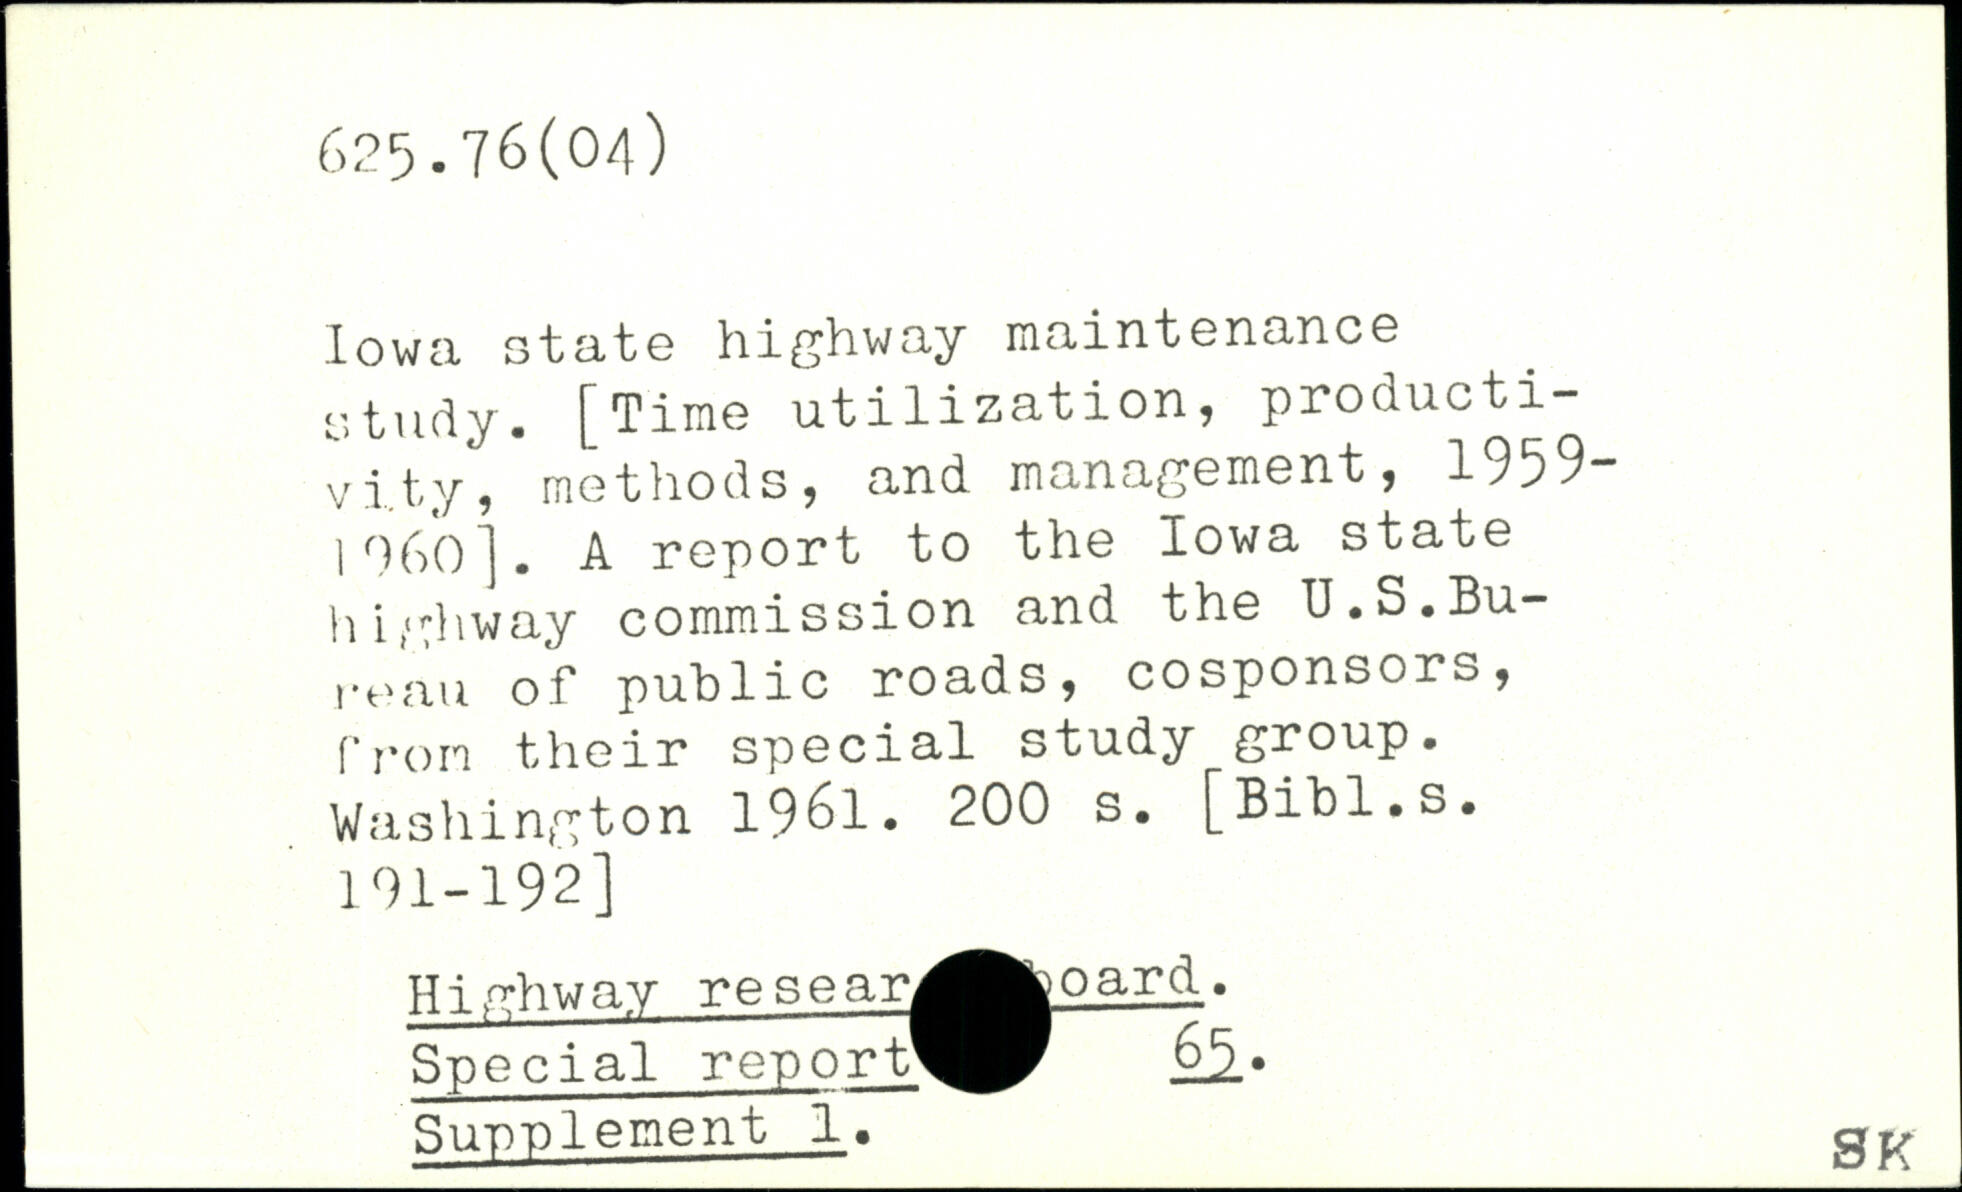 625.76(04)
Iowa state highway maintenance
study. [Time utilization, producti-
vity, methods, and management, 1959-
1960]. A report to the Iowa state
highway commission and the U.S.Bu-
reau of public roads, cosponsors,
from their special study group.
Washington 1961. 200 s. [Bibl.s.
191-192]
Highway resear board.
Special report 65.
Supplement 1.
SK